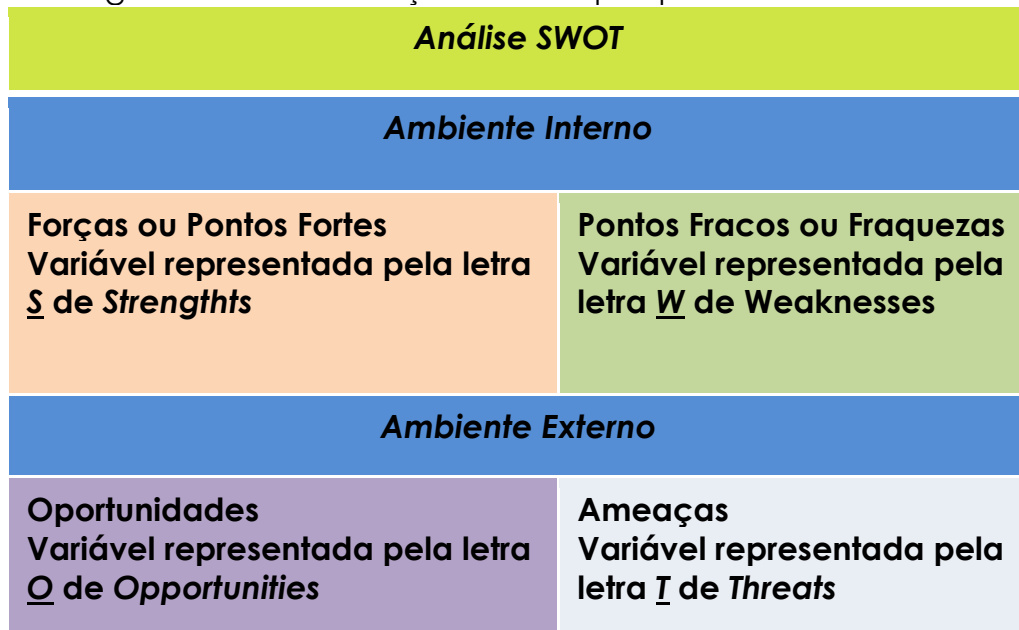 Análise SWOT
Ambiente Interno
Forças ou Pontos Fortes
Variável representada pela letra
S de Strengthts
Pontos Fracos ou Fraquezas
Variável representada pela
letra W de Weaknesses
Ambiente Externo
Oportunidades
Variável representada pela letra
O de Opportunities
Ameaças
Variável representada pela
letra T de Threats